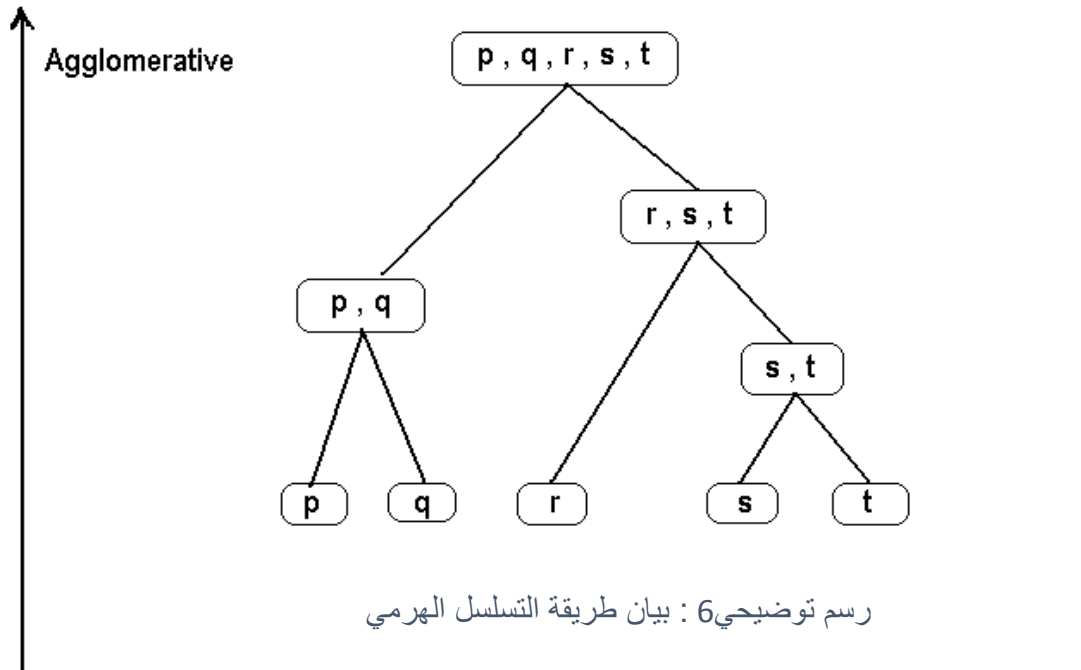 Agglomerative
p , q , r , s , t
r , s , t
p , q
s , t
p
q
r
s
t
رسم توضيحي6 : بيان طريقة التسلسل الهرمي